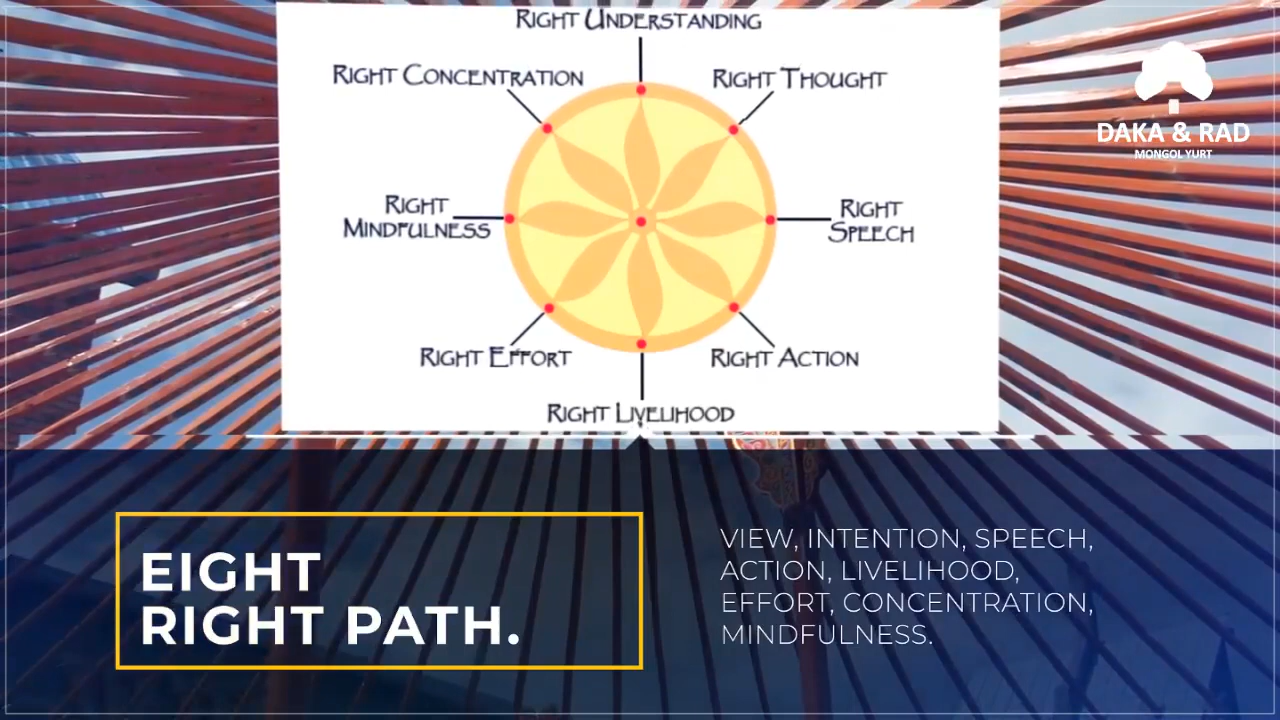 RIGHT UNDERSTANDING
RIGHT CONCENTRATION
RIGHT THOUGHT
RIGHT
MINDFULNESS
RIGHT
SPEECH
RIGHT EFFORT
RIGHT ACTION
RIGHT LIVELIHOOD
DAKA & RAD
MONGOL YURT
EIGHT
RIGHT PATH.
VIEW, INTENTION, SPEECH,
ACTION, LIVELIHOOD,
EFFORT, CONCENTRATION,
MINDFULNESS.